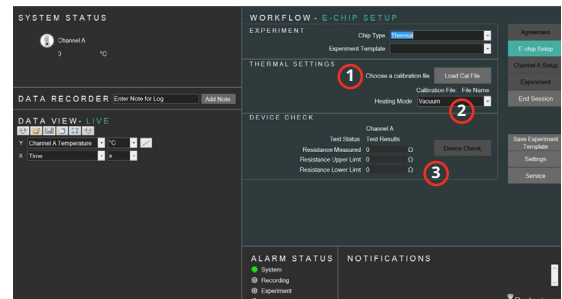 SYSTEM STATUS
Channel A
°C
DATA RECORDER
Enter Note for Log
Add Note
DATA VIEW- LIVE
Y Channel A Temperature °C
X Time s
WORKFLOW - E-CHIP SETUP
EXPERIMENT
Chip Type Thermal
Experiment Template
THERMAL SETTINGS
1
Choose a calibration file Load Cal File
Calibration File: File Name
Heating Mode Vacuum
2
DEVICE CHECK
Channel A
Test Status Test Results
Resistance Measured 0 Ω
Device Check
Resistance Upper Limit 0 Ω
Resistance Lower Limit 0 Ω
3
Agreement
E-chip Setup
Channel A Setup
Experiment
End Session
Save Experiment
Template
Settings
Service
ALARM STATUS
System
Recording
Experiment
NOTIFICATIONS